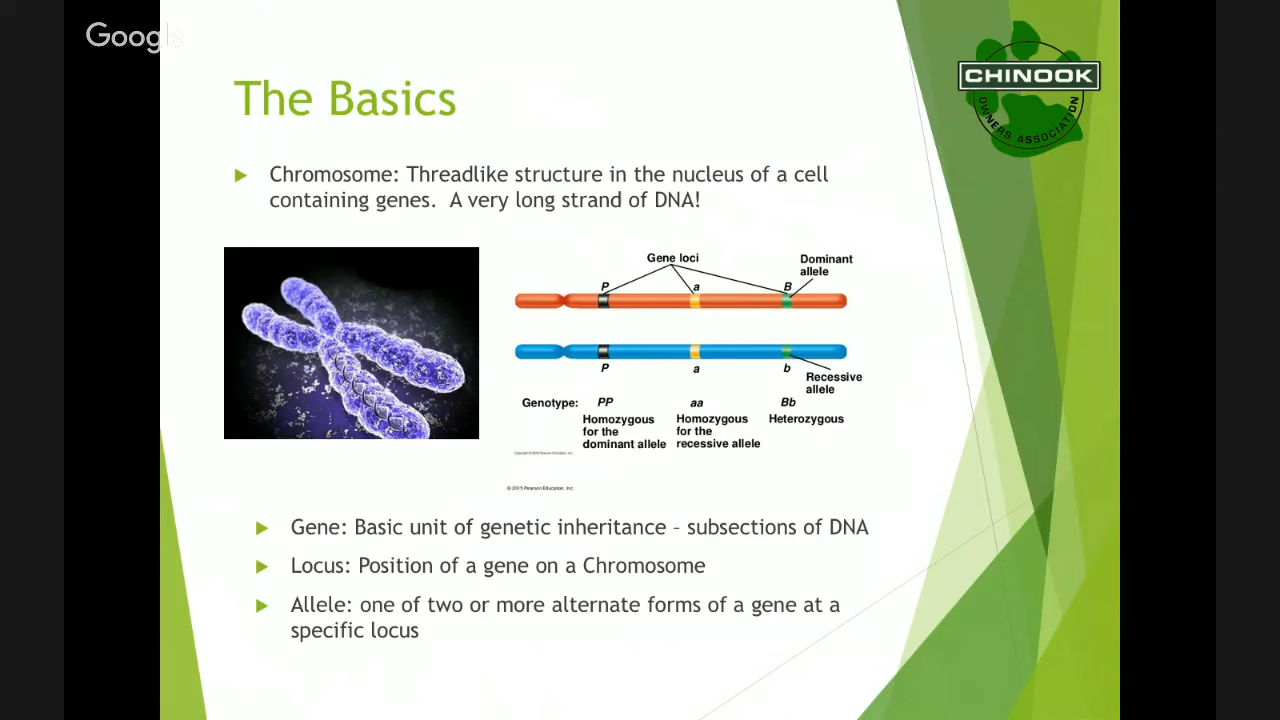 Google
CHINOOK
OWNERS ASSOCIATION
The Basics
Chromosome: Threadlike structure in the nucleus of a cell
containing genes. A very long strand of DNA!
Gene loci
Dominant
allele
P a B
P a b
Recessive
allele
Genotype: PP aa Bb
Homozygous
for the
dominant allele
Homozygous
for the
recessive allele
Heterozygous
© 2015 Pearson Education, Inc.
Gene: Basic unit of genetic inheritance – subsections of DNA
Locus: Position of a gene on a Chromosome
Allele: one of two or more alternate forms of a gene at a
specific locus